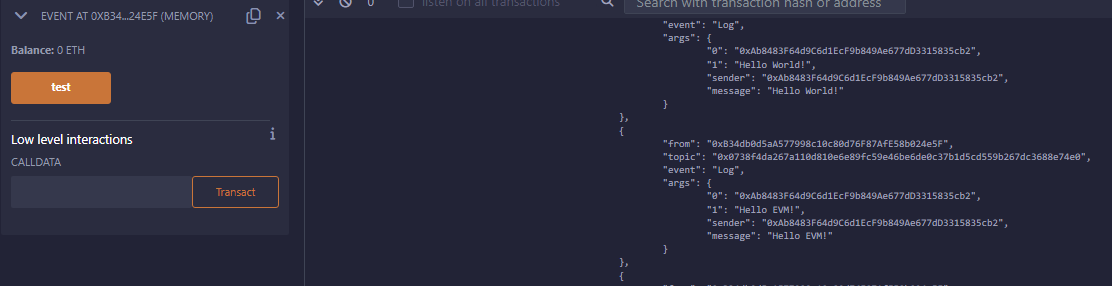 EVENT AT 0XB34...24E5F (MEMORY)
Balance: 0 ETH
test
Low level interactions
CALLDATA
Transact
0
listen on all transactions
Search with transaction hash or address
"event": "Log",
"args": {
"0": "0xAb8483F64d9C6d1EcF9b849Ae677dD3315835cb2",
"1": "Hello World!",
"sender": "0xAb8483F64d9C6d1EcF9b849Ae677dD3315835cb2",
"message": "Hello World!"
}
},
{
"from": "0xB34db0d5aA577998c10c80d76F87AfE58b024e5F",
"topic": "0x0738f4da267a110d810e6e89fc59e46be6de0c37b1d5cd559b267dc3688e74e0",
"event": "Log",
"args": {
"0": "0xAb8483F64d9C6d1EcF9b849Ae677dD3315835cb2",
"1": "Hello EVM!",
"sender": "0xAb8483F64d9C6d1EcF9b849Ae677dD3315835cb2",
"message": "Hello EVM!"
}
},
{